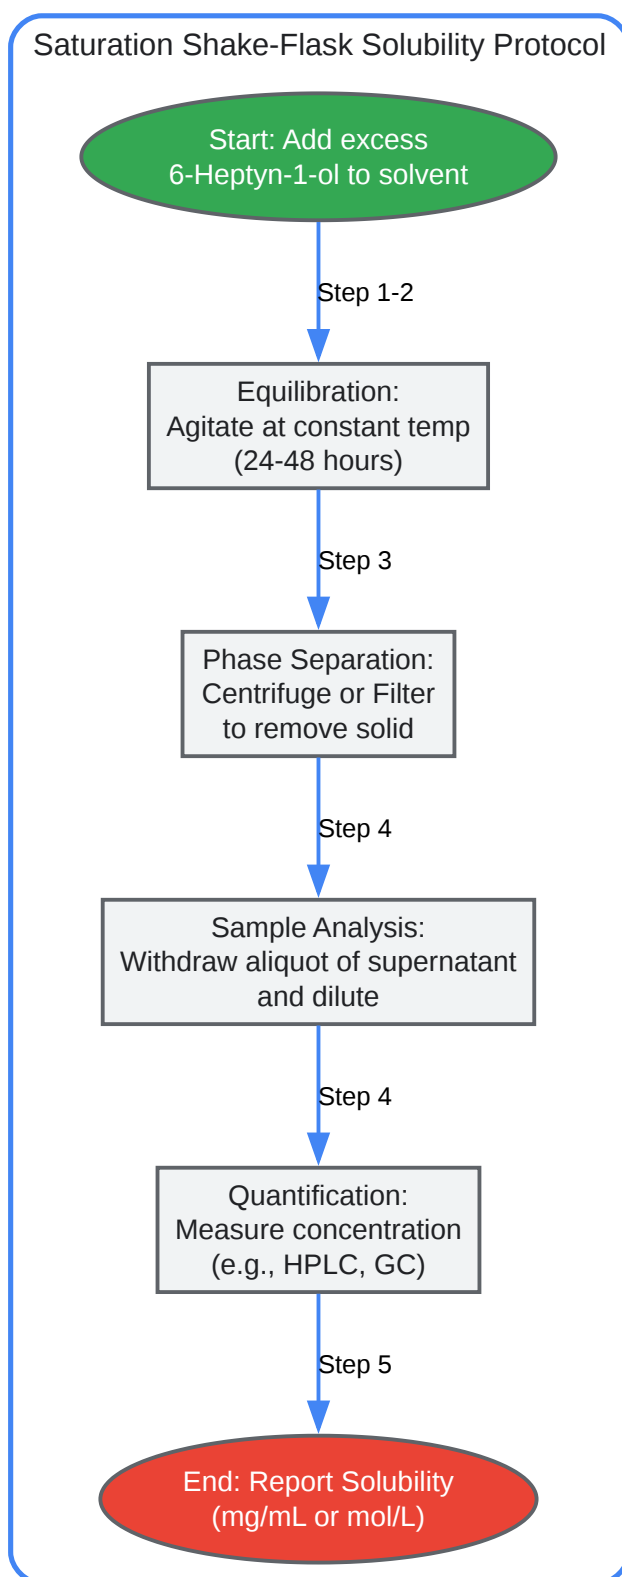 Saturation Shake-Flask Solubility Protocol
Start: Add excess
6-Heptyn-1-ol to solvent
Step 1-2
Equilibration:
Agitate at constant temp
(24-48 hours)
Step 3
Phase Separation:
Centrifuge or Filter
to remove solid
Step 4
Sample Analysis:
Withdraw aliquot of supernatant
and dilute
Step 4
Quantification:
Measure concentration
(e.g., HPLC, GC)
Step 5
End: Report Solubility
(mg/mL or mol/L)